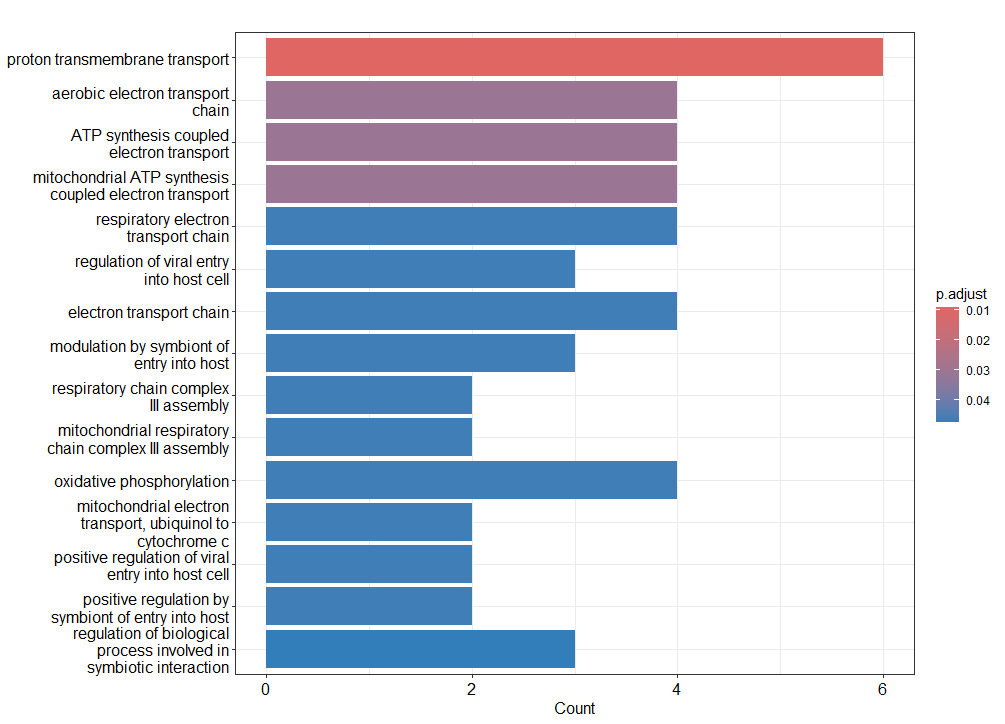 proton transmembrane transport
aerobic electron transport
chain
ATP synthesis coupled
electron transport
mitochondrial ATP synthesis
coupled electron transport
respiratory electron
transport chain
regulation of viral entry
into host cell
electron transport chain
modulation by symbiont of
entry into host
respiratory chain complex
III assembly
mitochondrial respiratory
chain complex III assembly
oxidative phosphorylation
mitochondrial electron
transport, ubiquinol to
cytochrome c
positive regulation of viral
entry into host cell
positive regulation by
symbiont of entry into host
regulation of biological
process involved in
symbiotic interaction
0
2
4
6
Count
p.adjust
0.01
0.02
0.03
0.04